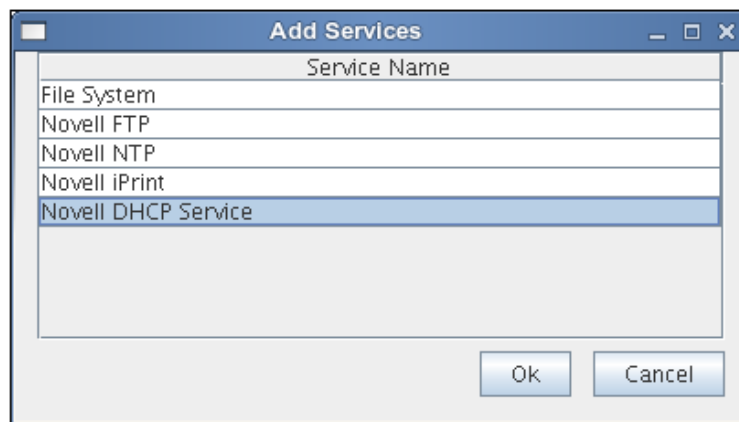 Add Services
Service Name
File System
Novell FTP
Novell NTP
Novell iPrint
Novell DHCP Service
Ok Cancel